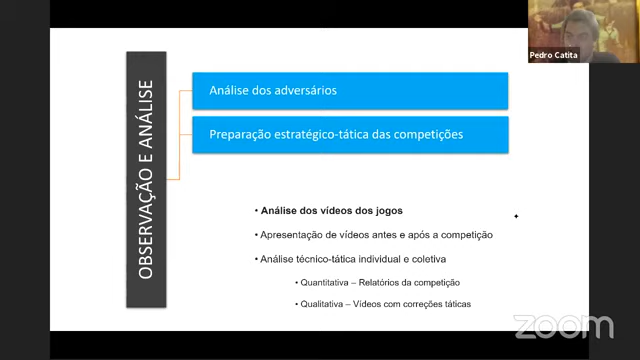 Pedro Catita
OBSERVAÇÃO E ANÁLISE
Análise dos adversários
Preparação estratégico-tática das competições
• Análise dos vídeos dos jogos
• Apresentação de vídeos antes e após a competição
• Análise técnico-tática individual e coletiva
• Quantitativa – Relatórios da competição
• Qualitativa – Vídeos com correções táticas
zoom